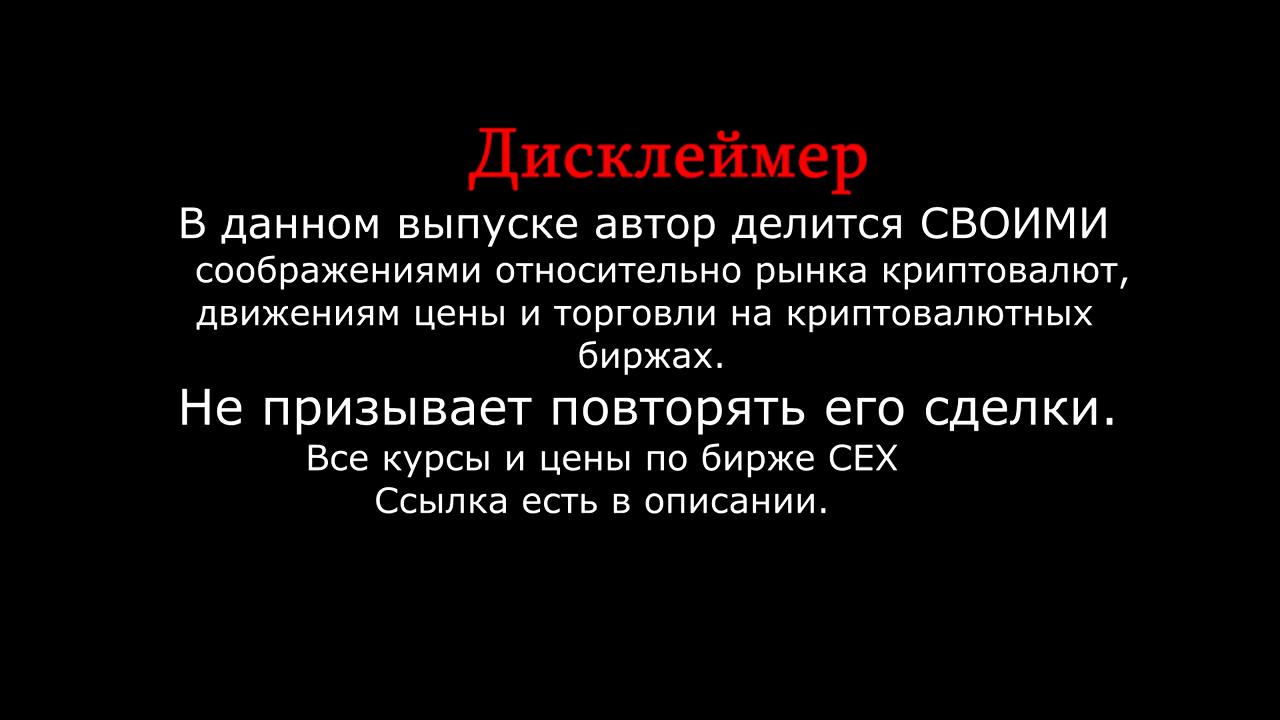 Дисклеймер
В данном выпуске автор делится СВОИМИ
соображениями относительно рынка криптовалют,
движениям цены и торговли на криптовалютных
биржах.
Не призывает повторять его сделки.
Все курсы и цены по бирже CEX
Ссылка есть в описании.